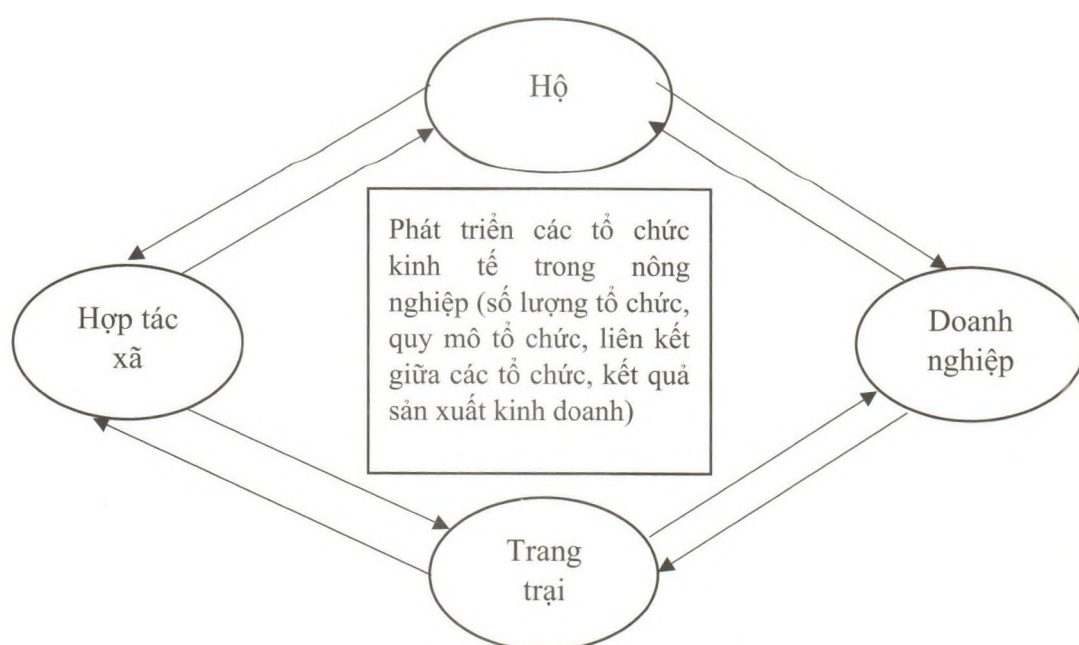 Hộ
Phát triển các tổ chức
kinh tế trong nông
nghiệp (số lượng tổ chức,
quy mô tổ chức, liên kết
giữa các tổ chức, kết quả
sản xuất kinh doanh)
Hợp tác
xã
Doanh
nghiệp
Trang
trại